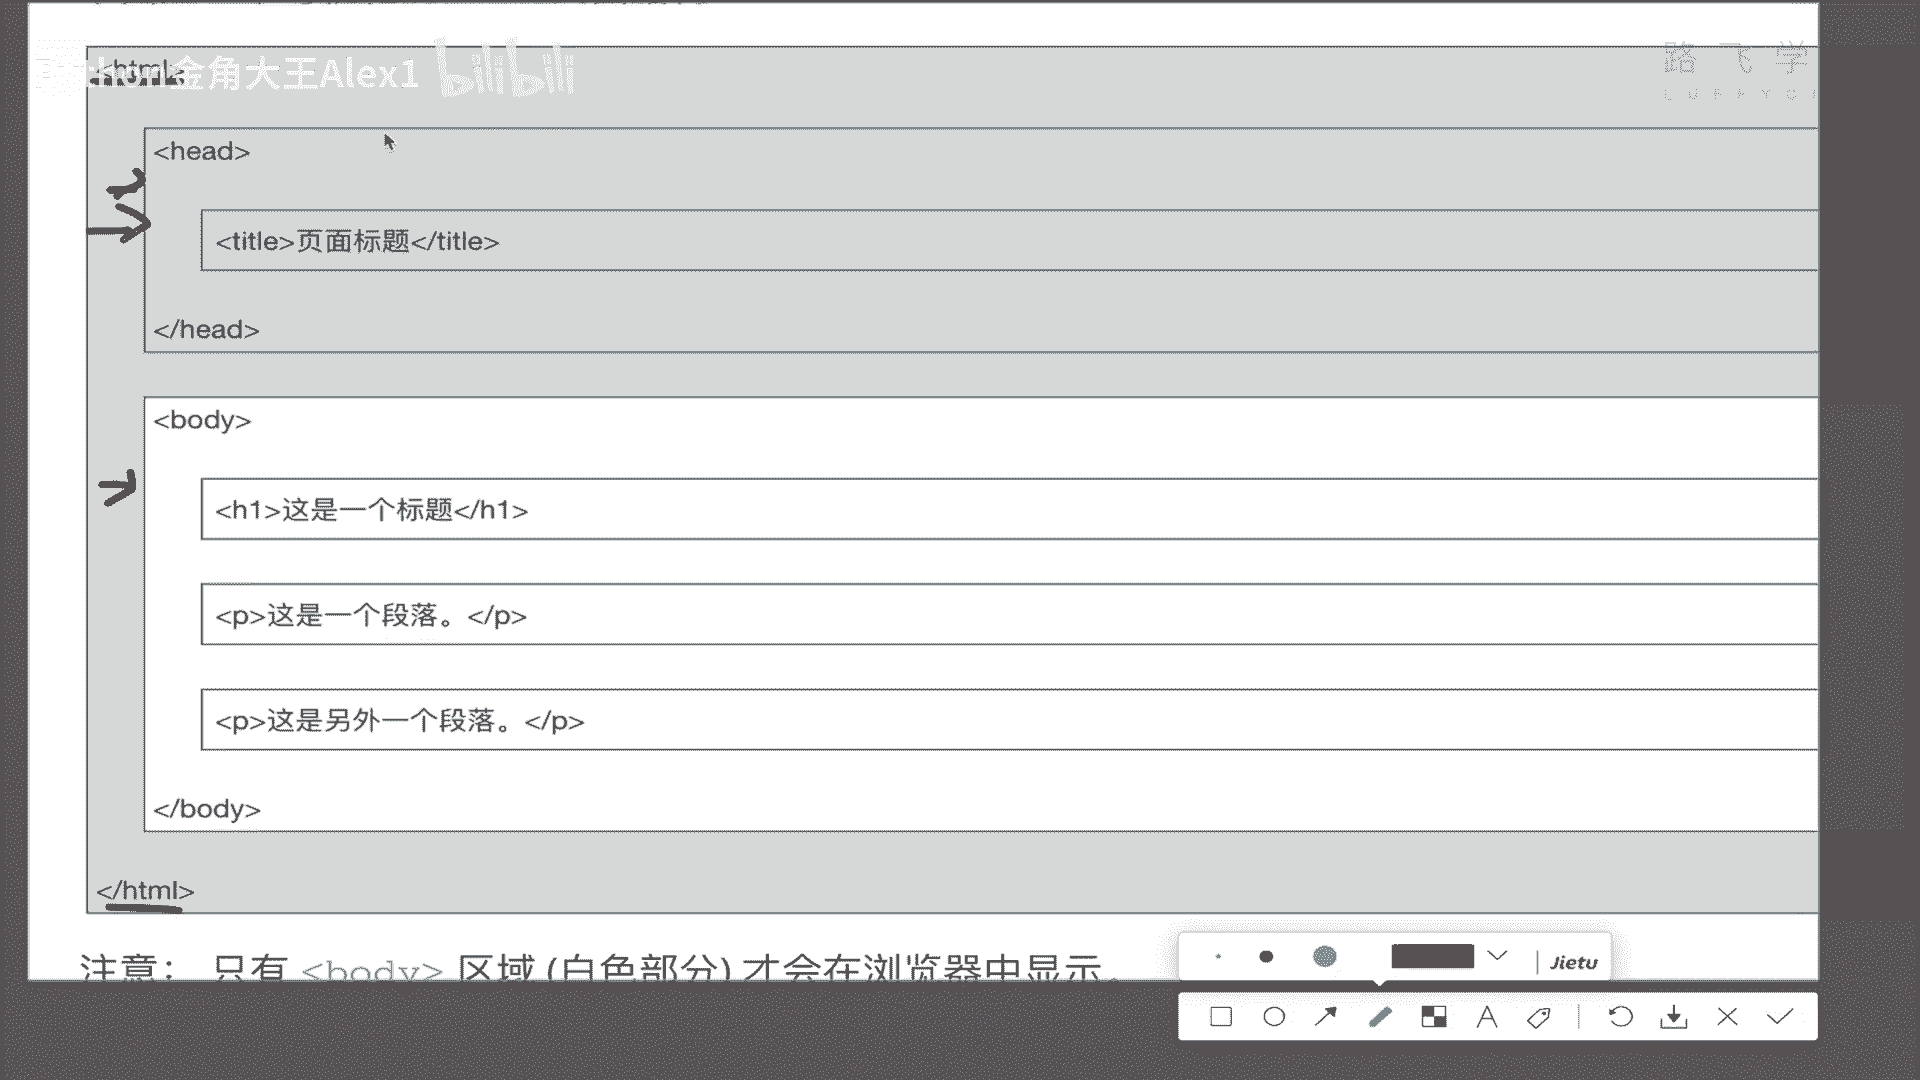 <html>
金角大王Alex1 bilibili
路飞学
L U F F Y C
<head>
<title>页面标题</title>
</head>
<body>
<h1>这是一个标题</h1>
<p>这是一个段落。</p>
<p>这是另外一个段落。</p>
</body>
</html>
注意： 只有 <body> 区域 (白色部分) 才会在浏览器中显示。
Jietu